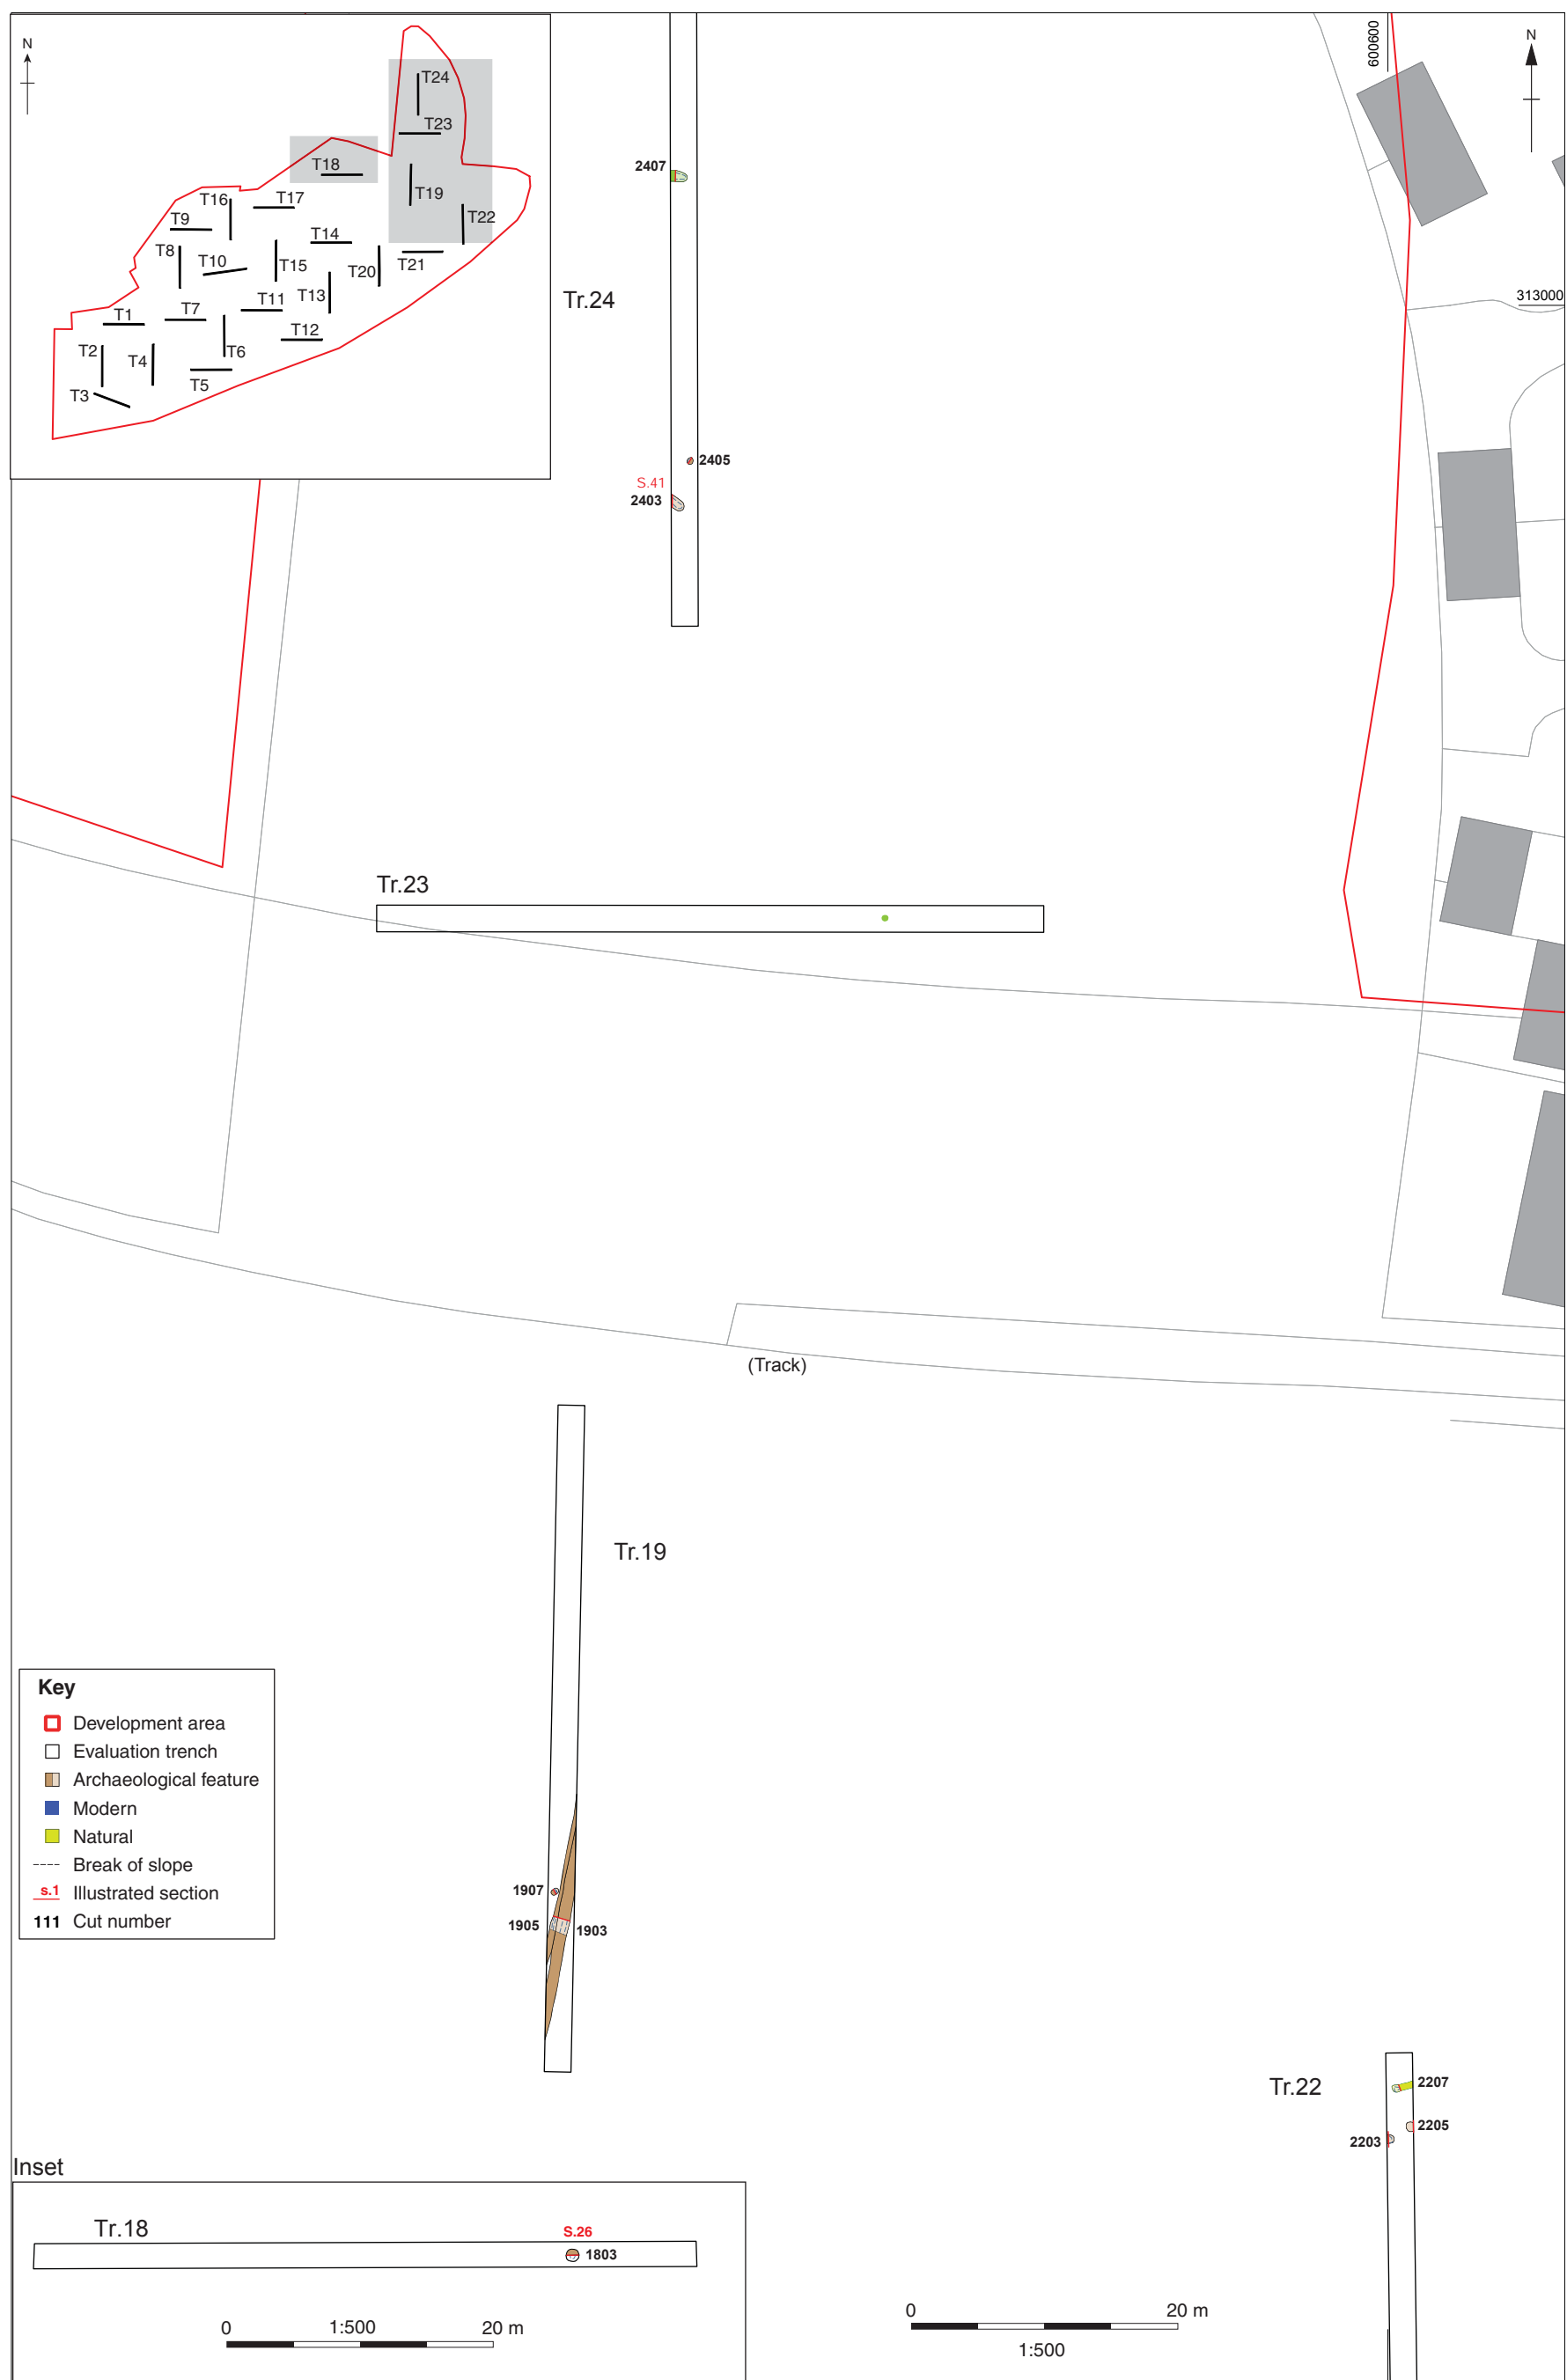 N
T24
T23
T18
T19
T16
T17
T22
T9
T14
T8
T10
T15
T20
T21
T11
T13
T1
T7
T12
T2
T4
T6
T5
T3
600600
N
2407
313000
Tr.24
2405
S.41
2403
Tr.23
(Track)
Tr.19
Key
Development area
Evaluation trench
Archaeological feature
Modern
Natural
Break of slope
s.1 Illustrated section
111 Cut number
1907
1905
1903
Tr.22
2207
2205
2203
Inset
Tr.18
S.26
1803
0 1:500 20 m
0 20 m
1:500